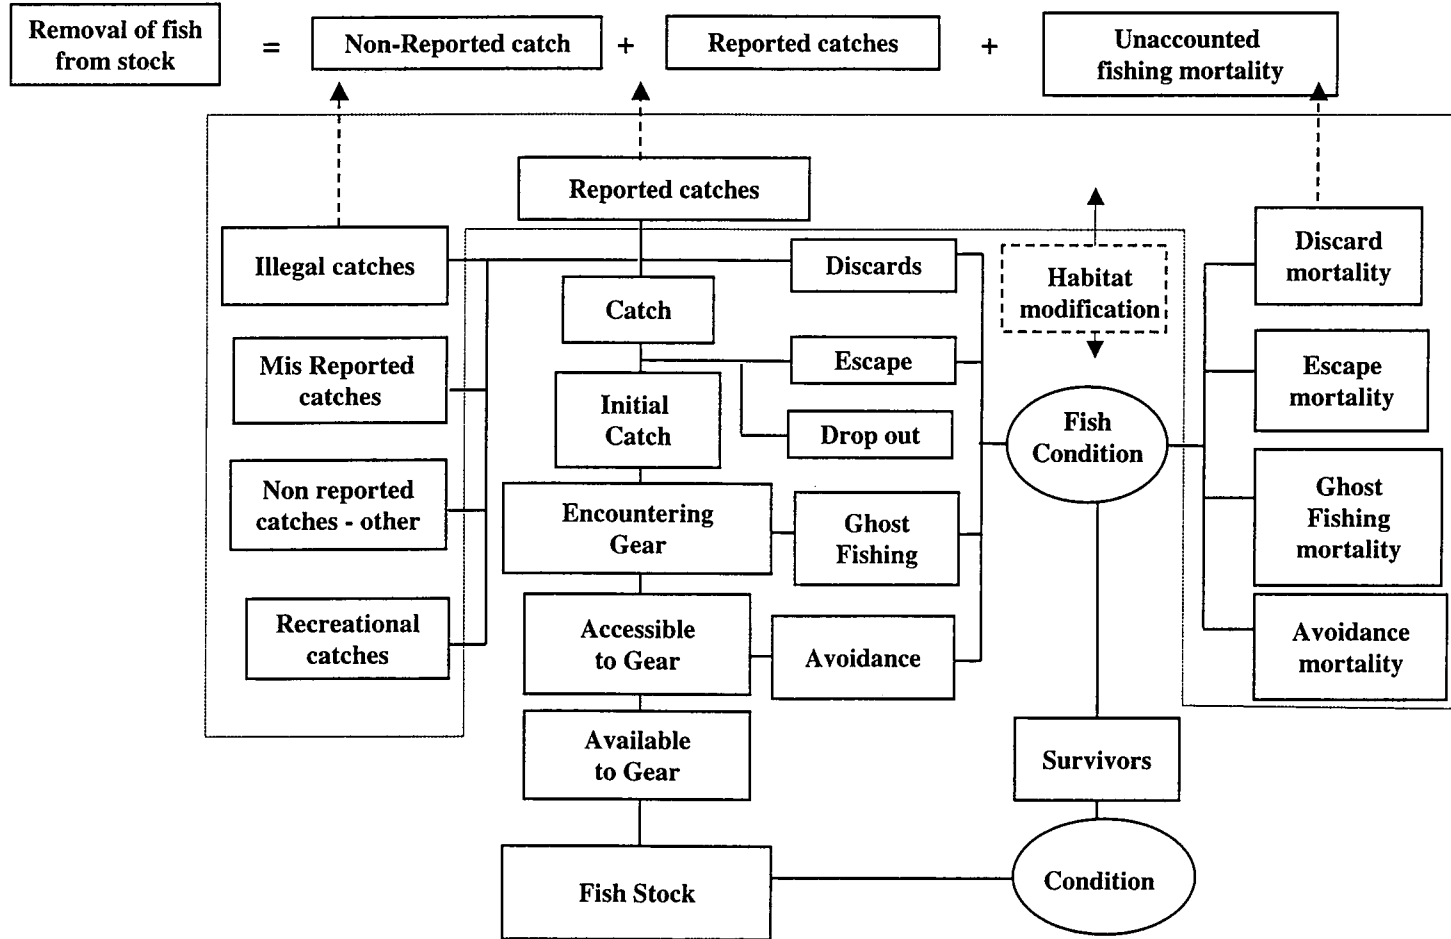 Removal of fish
from stock
=
Non-Reported catch
+
Reported catches
+
Unaccounted
fishing mortality
Reported catches
Illegal catches
Discards
Habitat
modification
Discard
mortality
Catch
Mis Reported
catches
Escape
Escape
mortality
Initial
Catch
Drop out
Fish
Condition
Non reported
catches - other
Encountering
Gear
Ghost
Fishing
Ghost
Fishing
mortality
Recreational
catches
Accessible
to Gear
Avoidance
Avoidance
mortality
Available
to Gear
Survivors
Fish Stock
Condition